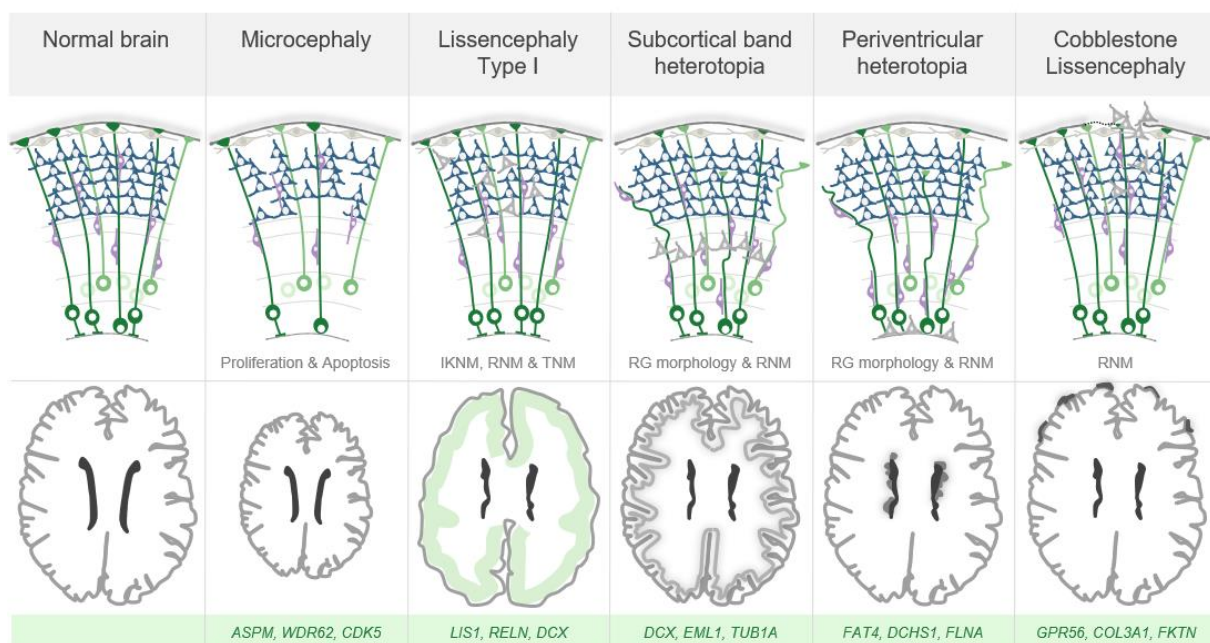 Normal brain
Microcephaly
Lissencephaly
Type I
Subcortical band
heterotopia
Periventricular
heterotopia
Cobblestone
Lissencephaly
Proliferation & Apoptosis
IKNM, RNM & TNM
RG morphology & RNM
RG morphology & RNM
RNM
ASPM, WDR62, CDK5
LIS1, RELN, DCX
DCX, EML1, TUB1A
FAT4, DCHS1, FLNA
GPR56, COL3A1, FKTN